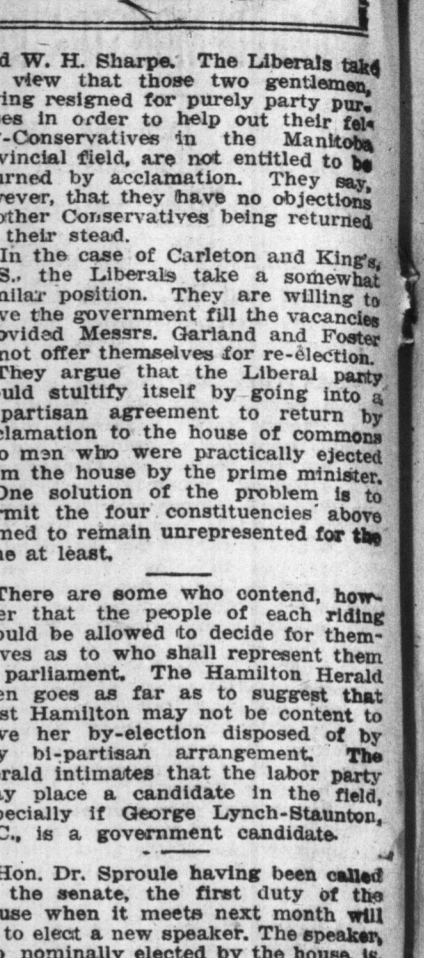 d W. H. Sharpe. The Liberals take
view that those two gentlemen,
ing resigned for purely party pur-
es in order to help out their fel-
-Conservatives in the Manitoba
vincial field, are not entitled to be
urned by acclamation. They say,
ever, that they have no objections
other Conservatives being returned
their stead.
In the case of Carleton and King's,
S., the Liberals take a somewhat
milar position. They are willing to
ve the government fill the vacancies
ovided Messrs. Garland and Foster
not offer themselves for re-election.
They argue that the Liberal party
uld stultify itself by going into a
partisan agreement to return by
clamation to the house of commons
o men who were practically ejected
m the house by the prime minister.
One solution of the problem is to
rmit the four constituencies above
med to remain unrepresented for the
e at least.
There are some who contend, how-
er that the people of each riding
ould be allowed to decide for them-
ves as to who shall represent them
parliament. The Hamilton Herald
en goes as far as to suggest that
st Hamilton may not be content to
ve her by-election disposed of by
y bi-partisan arrangement. The
rald intimates that the labor party
ay place a candidate in the field,
pecially if George Lynch-Staunton,
C., is a government candidate.
Hon. Dr. Sproule having been called
the senate, the first duty of the
use when it meets next month will
to elect a new speaker. The speaker,
nominally elected by the house is